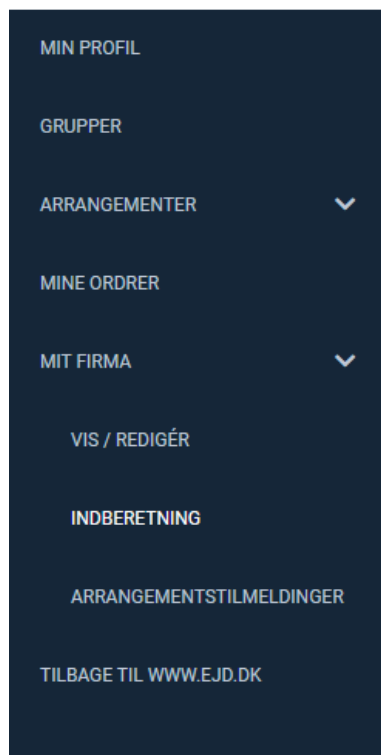 MIN PROFIL
GRUPPER
ARRANGEMENTER
MINE ORDRER
MIT FIRMA
VIS / REDIGÉR
INDBERETNING
ARRANGEMENTSTILMELDINGER
TILBAGE TIL WWW.EJD.DK